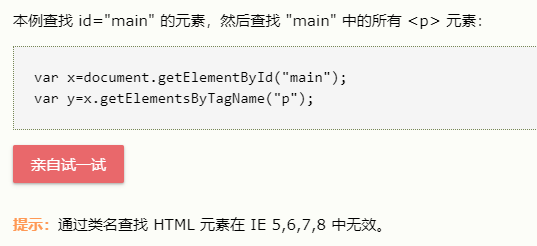 本例查找 id="main" 的元素，然后查找 "main" 中的所有 <p> 元素：
var x=document.getElementById("main");
var y=x.getElementsByTagName("p");
亲自试一试
提示：通过类名查找 HTML 元素在 IE 5,6,7,8 中无效。